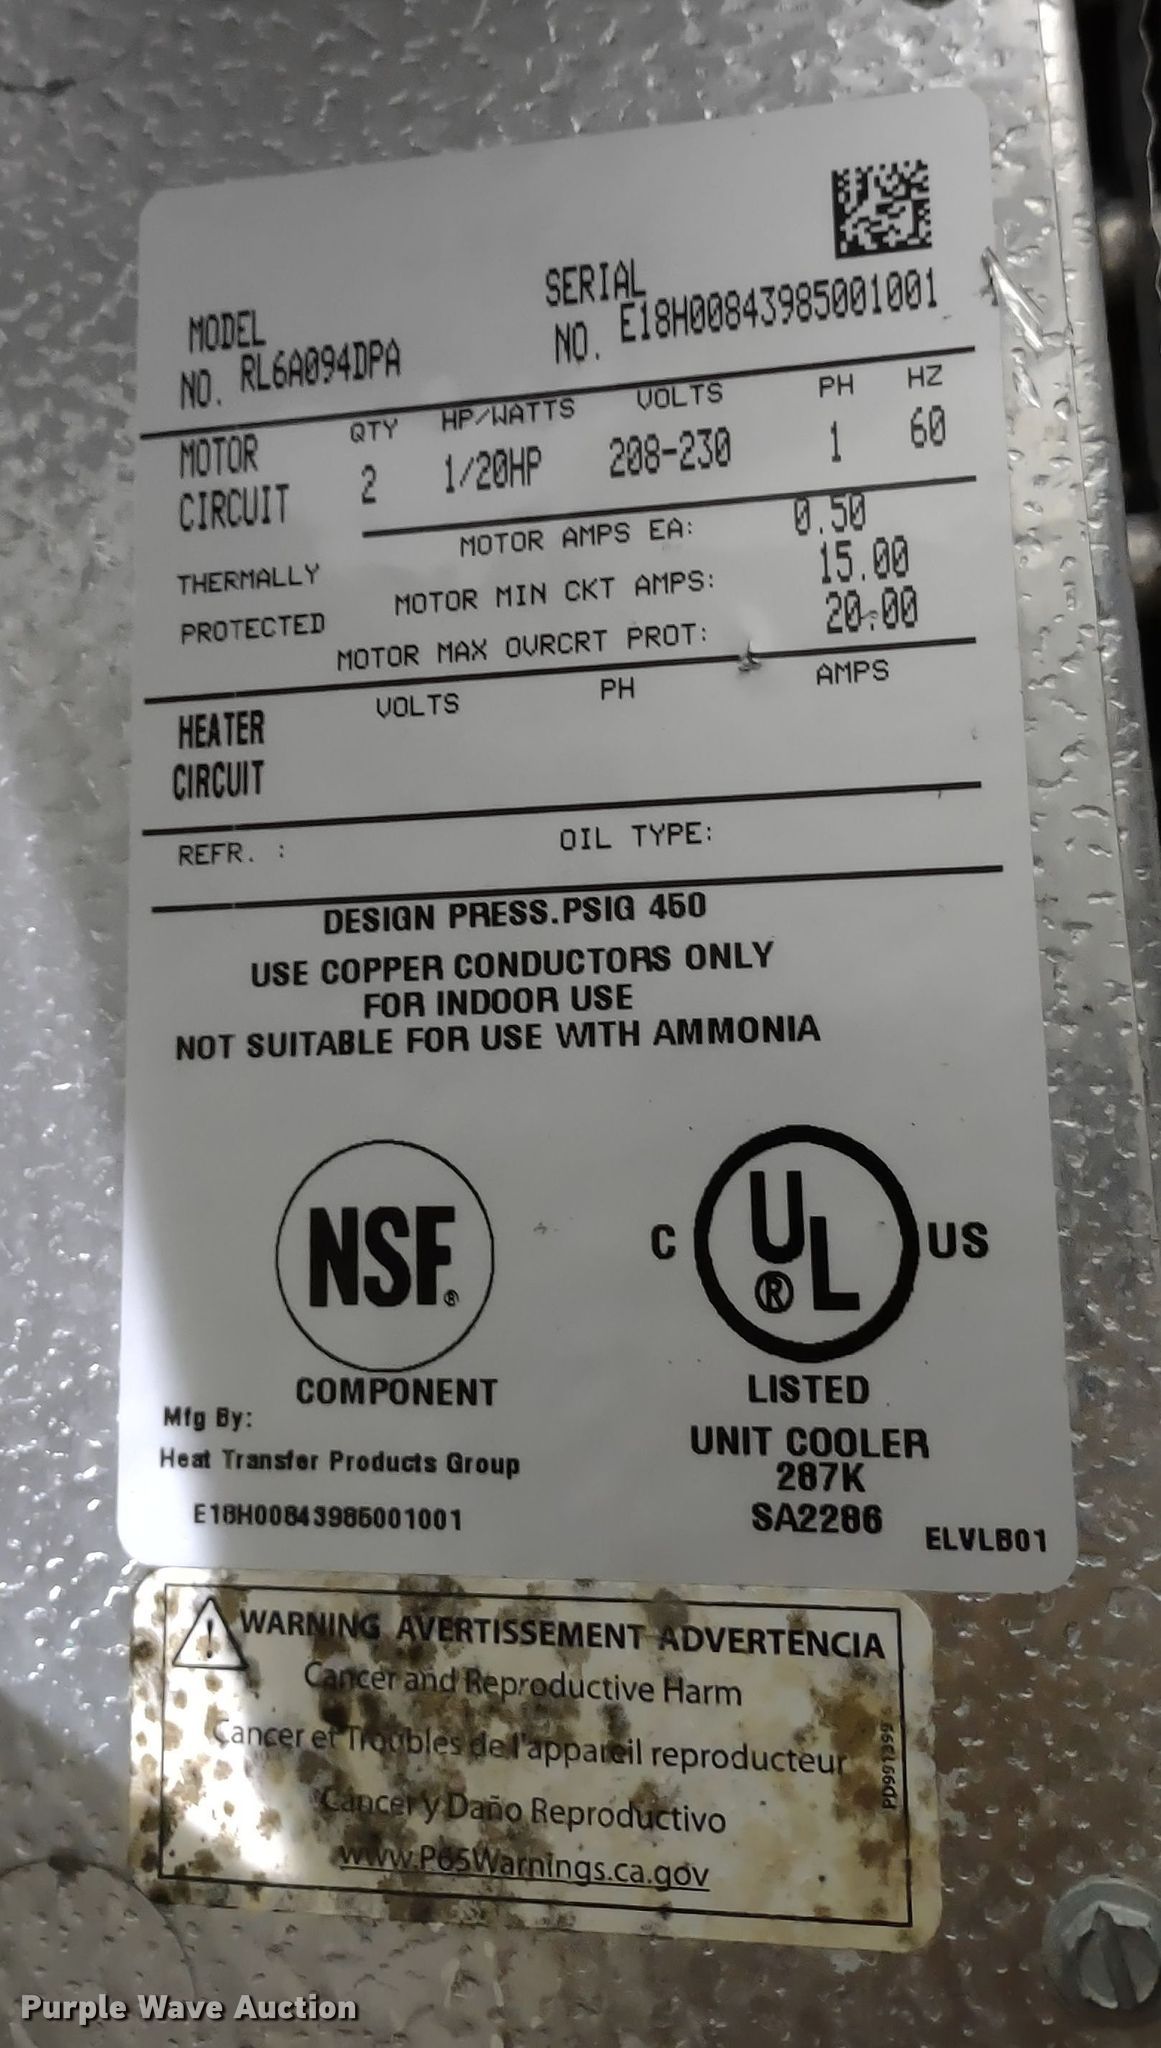 MODEL
NO. RL6A094DPA
SERIAL
NO. E18H00843985001001
MOTOR CIRCUIT QTY HP/WATTS VOLTS PH HZ
2 1/20HP 208-230 1 60
THERMALLY PROTECTED
MOTOR AMPS EA: 0.50
MOTOR MIN CKT AMPS: 15.00
MOTOR MAX OVRCRT PROT: 20.00
HEATER CIRCUIT VOLTS PH AMPS
REFR. : OIL TYPE:
DESIGN PRESS.PSIG 450
USE COPPER CONDUCTORS ONLY
FOR INDOOR USE
NOT SUITABLE FOR USE WITH AMMONIA
NSF®
COMPONENT
C UL® US
LISTED
UNIT COOLER
287K
SA2286
Mfg By:
Heat Transfer Products Group
E18H00843985001001
ELVLB01
WARNING AVERTISSEMENT ADVERTENCIA
Cancer and Reproductive Harm
Cancer et Troubles de l'appareil reproducteur
Cancer y Daño Reproductivo
www.P65Warnings.ca.gov
PD991399
Purple Wave Auction